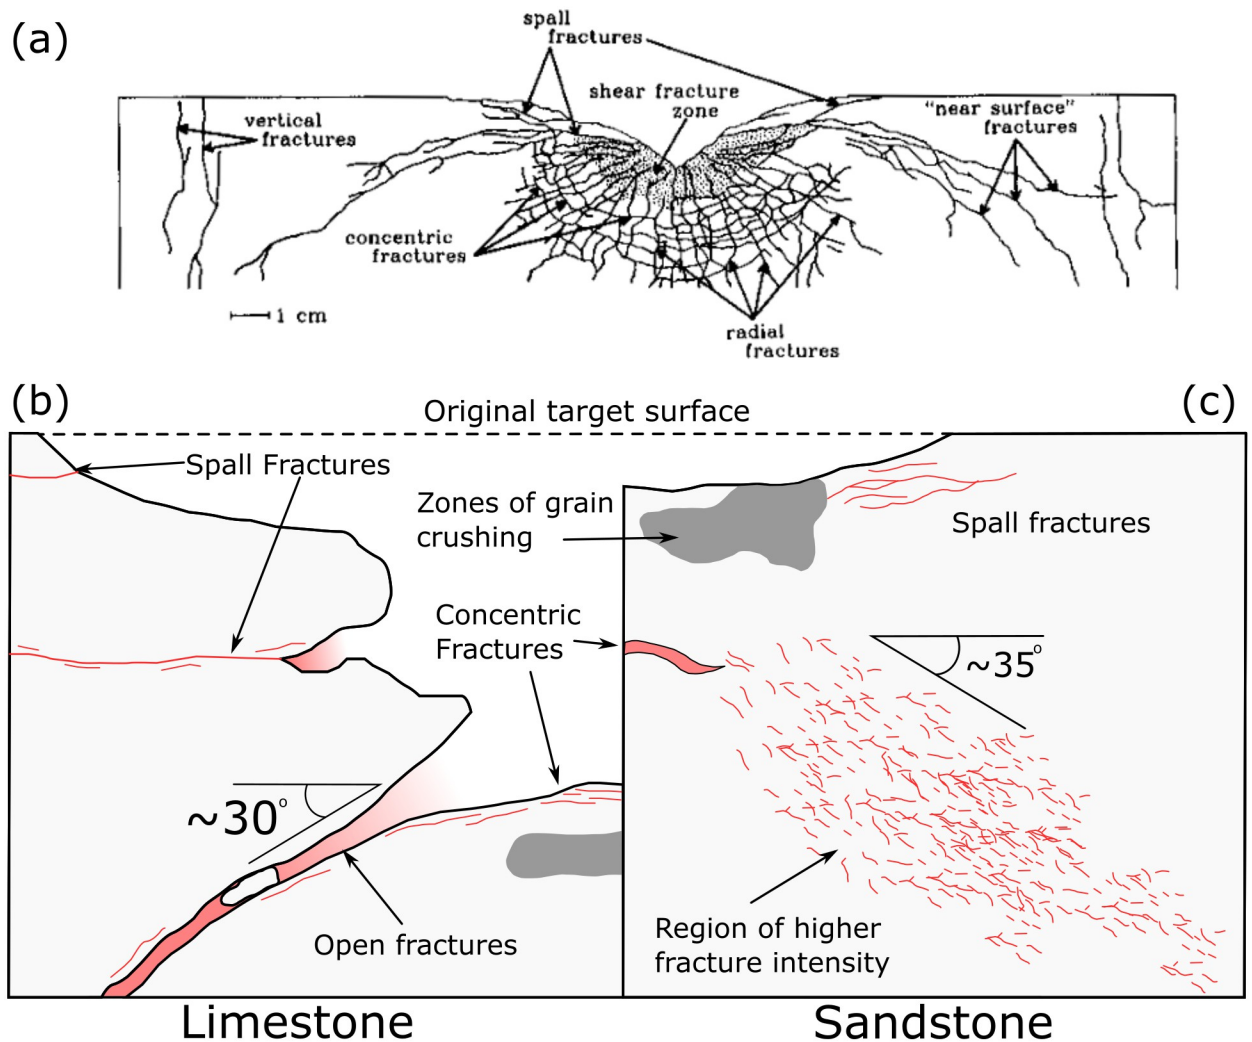 (a)
spall
fractures
shear fracture
zone
"near surface"
fractures
vertical
fractures
concentric
fractures
1 cm
radial
fractures
(b)
(c)
Original target surface
Spall Fractures
Zones of grain
crushing
Spall fractures
Concentric
Fractures
~35°
~30°
Open fractures
Region of higher
fracture intensity
Limestone
Sandstone